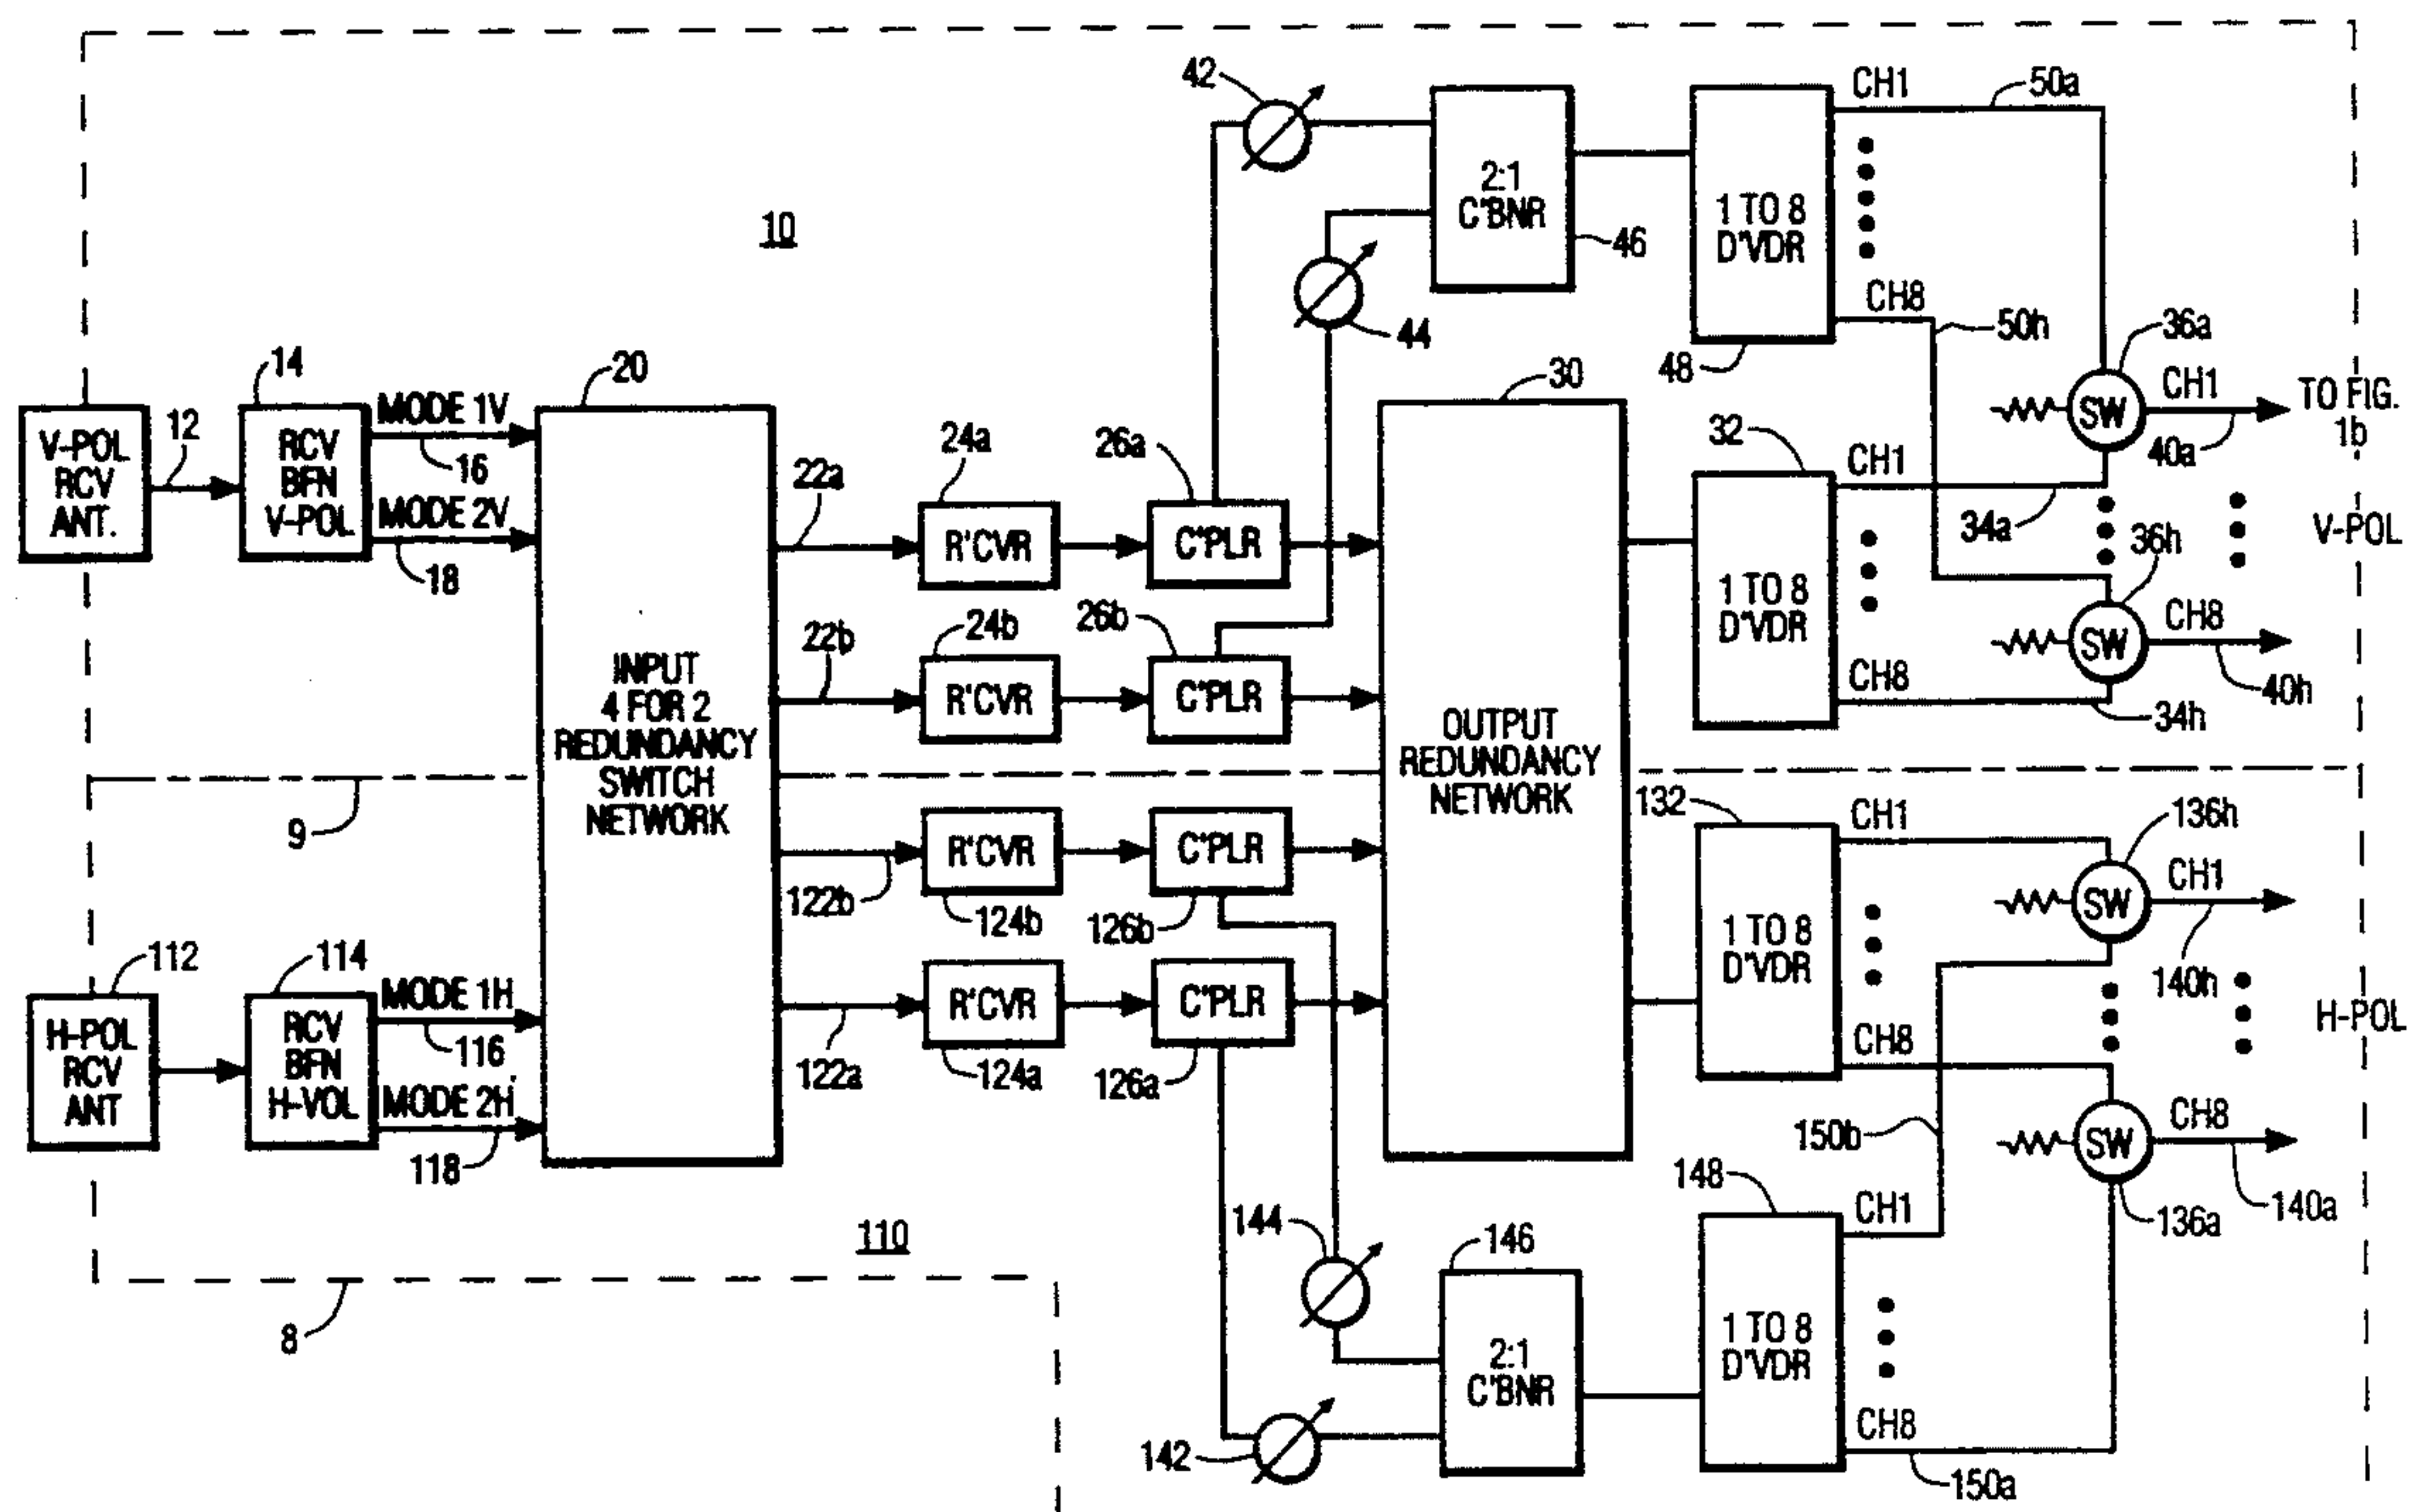 42
CH1
50a
2:1
C'BNR
46
1 TO 8
D'VDR
10
44
CH8
50h
36a
48
14
20
30
MODE 1V
CH1
TO FIG.
1b
V-POL
RCV
ANT.
12
RCV
BFN
V-POL
16
MODE 2V
18
SW
40a
32
CH1
24a
26a
22a
34a
36h
V-POL
R'CVR
C'PLR
1 TO 8
D'VDR
22b
24b
26b
SW
CH8
40h
R'CVR
C'PLR
CH8
34h
INPUT
4 FOR 2
REDUNDANCY
SWITCH
NETWORK
OUTPUT
REDUNDANCY
NETWORK
9
132
CH1
136h
R'CVR
C'PLR
122b
124b
126b
SW
CH1
140h
1 TO 8
D'VDR
112
114
MODE 1H
H-POL
RCV
ANT
RCV
BFN
H-VOL
116
MODE 2H
118
R'CVR
C'PLR
122a
124a
126a
H-POL
CH8
150b
SW
CH8
140a
136a
148
CH1
110
144
146
8
2:1
C'BNR
1 TO 8
D'VDR
142
CH8
150a